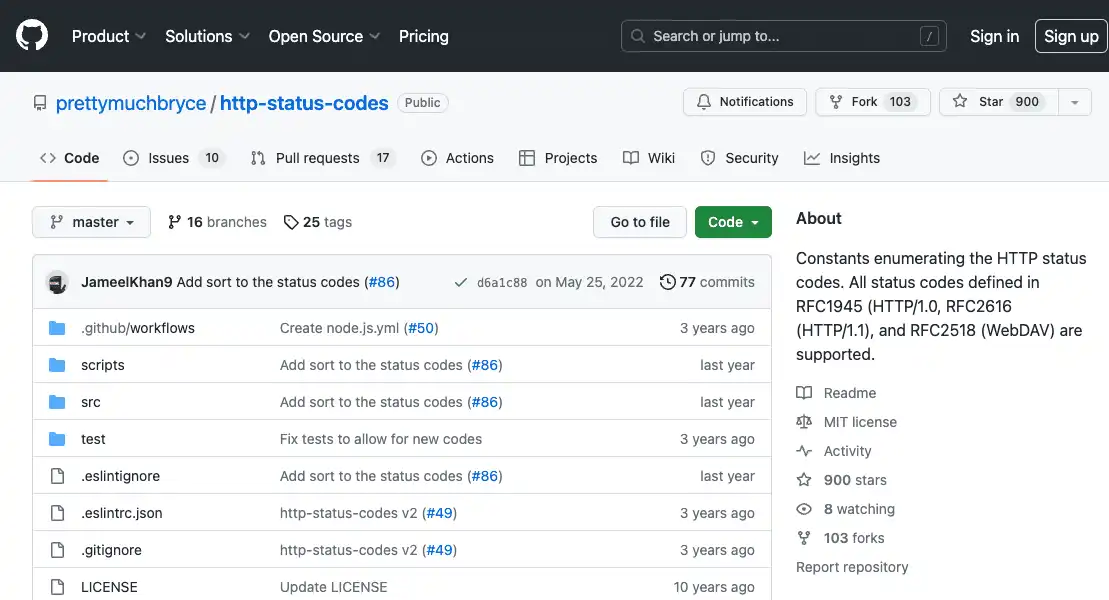 Product Solutions Open Source Pricing Search or jump to... / Sign in Sign up
prettymuchbryce / http-status-codes Public Notifications Fork 103 Star 900
Code Issues 10 Pull requests 17 Actions Projects Wiki Security Insights
master 16 branches 25 tags Go to file Code
JameelKhan9 Add sort to the status codes (#86) d6a1c88 on May 25, 2022 77 commits
.github/workflows Create node.js.yml (#50) 3 years ago
scripts Add sort to the status codes (#86) last year
src Add sort to the status codes (#86) last year
test Fix tests to allow for new codes 3 years ago
.eslintignore Add sort to the status codes (#86) last year
.eslintrc.json http-status-codes v2 (#49) 3 years ago
.gitignore http-status-codes v2 (#49) 3 years ago
LICENSE Update LICENSE 10 years ago
About
Constants enumerating the HTTP status
codes. All status codes defined in
RFC1945 (HTTP/1.0, RFC2616
(HTTP/1.1), and RFC2518 (WebDAV) are
supported.
Readme
MIT license
Activity
900 stars
8 watching
103 forks
Report repository